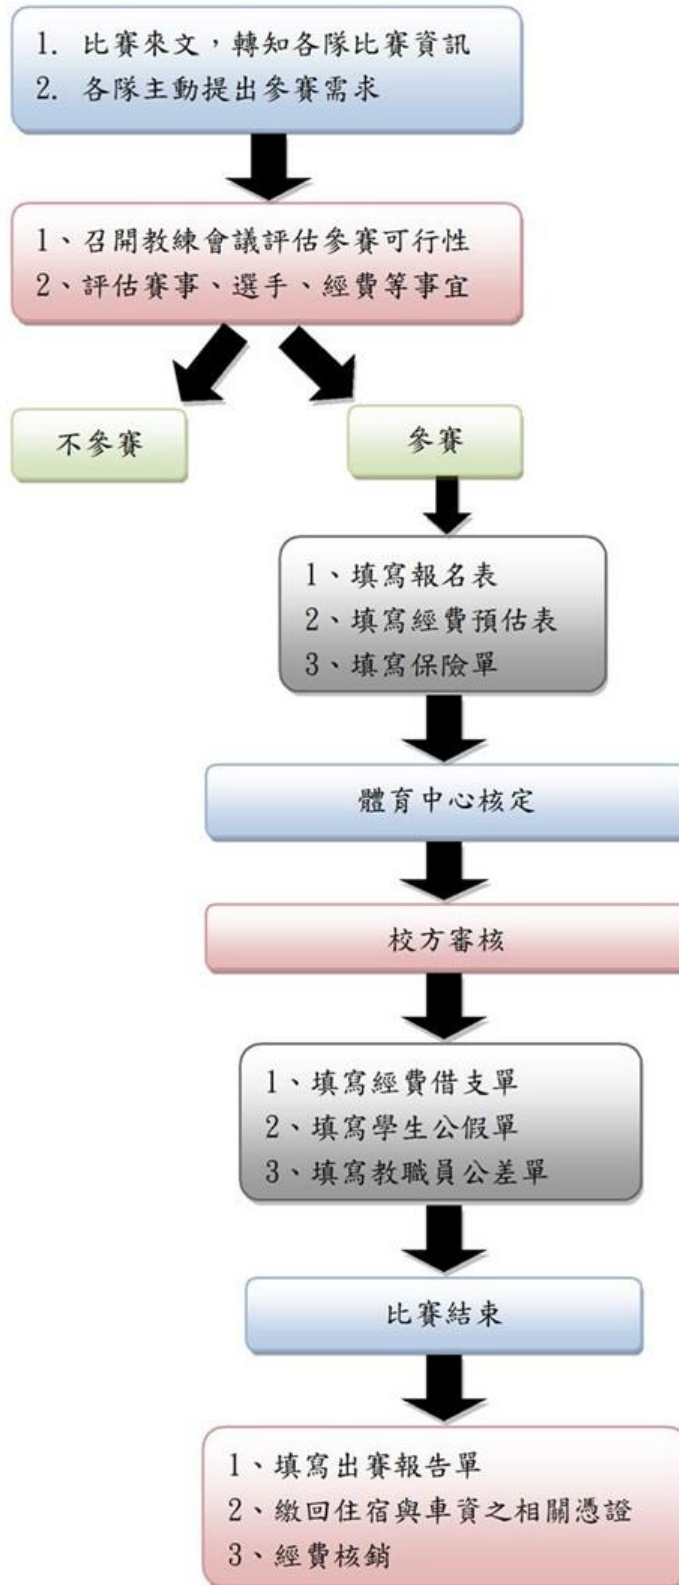 1. 比賽來文，轉知各隊比賽資訊
2. 各隊主動提出參賽需求
1、召開教練會議評估參賽可行性
2、評估賽事、選手、經費等事宜
不參賽
參賽
1、填寫報名表
2、填寫經費預估表
3、填寫保險單
體育中心核定
校方審核
1、填寫經費借支單
2、填寫學生公假單
3、填寫教職員公差單
比賽結束
1、填寫出賽報告單
2、繳回住宿與車資之相關憑證
3、經費核銷